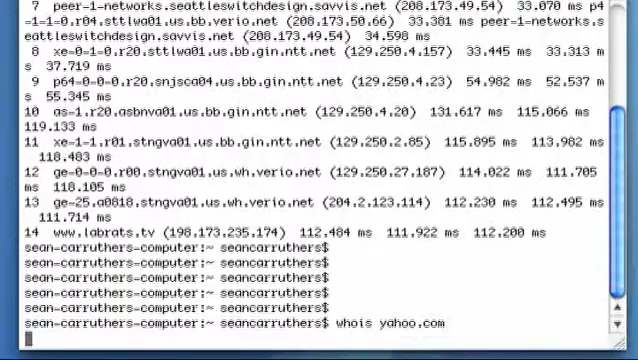 7 peer-1-networks.seattleswitchdesign.savvis.net (208.173.49.54) 33.070 ms p4
-1-1-0.r04.sttlwa01.us.bb.verio.net (208.173.50.66) 33.381 ms peer-1-networks.s
eattleswitchdesign.savvis.net (208.173.49.54) 34.598 ms
8 xe-0-1-0.r20.sttlwa01.us.bb.gin.ntt.net (129.250.4.157) 33.445 ms 33.313 m
s 37.719 ms
9 p64-0-0-0.r20.snjsca04.us.bb.gin.ntt.net (129.250.4.23) 54.982 ms 52.537 m
s 55.345 ms
10 as-1.r20.asbnva01.us.bb.gin.ntt.net (129.250.4.20) 131.617 ms 115.066 ms
119.133 ms
11 xe-1-1.r01.stngva01.us.bb.gin.ntt.net (129.250.2.85) 115.895 ms 113.982 ms
118.483 ms
12 ge-0-0-0.r00.stngva01.us.wh.verio.net (129.250.27.187) 114.022 ms 111.705
ms 118.105 ms
13 ge-25.a0818.stngva01.us.wh.verio.net (204.2.123.114) 112.230 ms 112.495 ms
111.714 ms
14 www.labrats.tv (198.173.235.174) 112.484 ms 111.922 ms 112.200 ms
sean-carruthers-computer:~ seancarruthers$
sean-carruthers-computer:~ seancarruthers$
sean-carruthers-computer:~ seancarruthers$
sean-carruthers-computer:~ seancarruthers$
sean-carruthers-computer:~ seancarruthers$
sean-carruthers-computer:~ seancarruthers$ whois yahoo.com